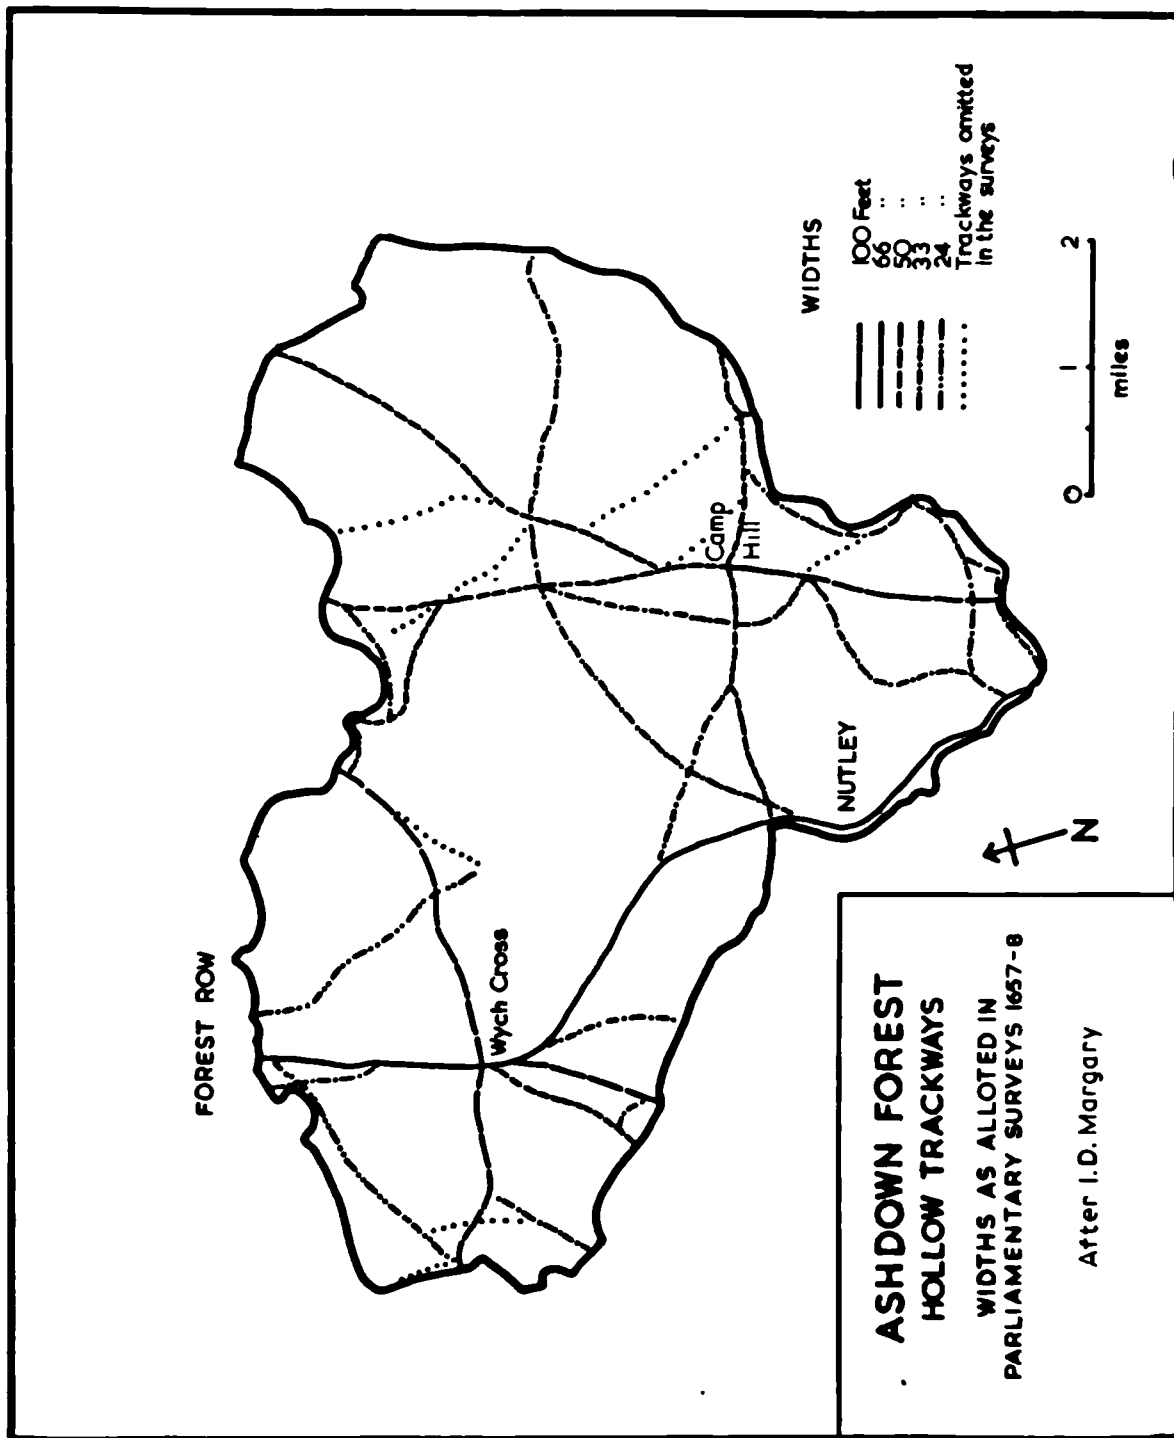 FOREST ROW
Wych Cross
Camp
Hill
NUTLEY
WIDTHS
100 Feet
66 ..
50 ..
33 ..
24 ..
Trackways omitted
in the surveys
0 1 2
miles
N
ASHDOWN FOREST
HOLLOW TRACKWAYS
WIDTHS AS ALLOTED IN
PARLIAMENTARY SURVEYS 1657-8
After I.D. Margary